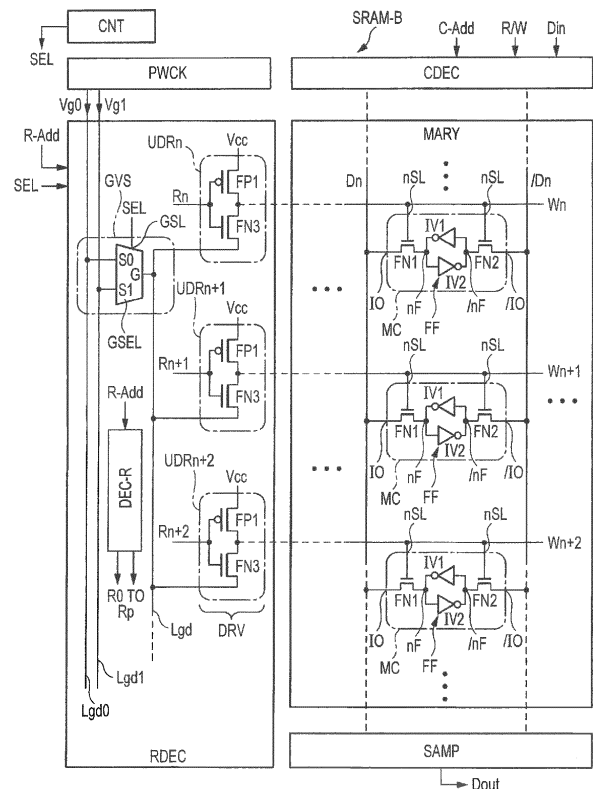 CNT
SEL
SRAM-B
C-Add
R/W
Din
PWCK
CDEC
Vg0
Vg1
R-Add
SEL
MARY
UDRn
Vcc
GVS
SEL
GSL
Rn
FP1
FN3
S0
G
S1
GSEL
Dn
nSL
nSL
/Dn
Wn
IV1
FN1
IV2
FN2
IO
nF
/nF
/IO
MC
FF
UDRn+1
Vcc
Rn+1
FP1
FN3
nSL
nSL
Wn+1
IV1
FN1
IV2
FN2
IO
nF
/nF
/IO
MC
FF
R-Add
DEC-R
R0 TO
Rp
UDRn+2
Vcc
Rn+2
FP1
FN3
DRV
nSL
nSL
Wn+2
IV1
FN1
IV2
FN2
IO
nF
/nF
/IO
MC
FF
Lgd
Lgd1
Lgd0
RDEC
SAMP
Dout